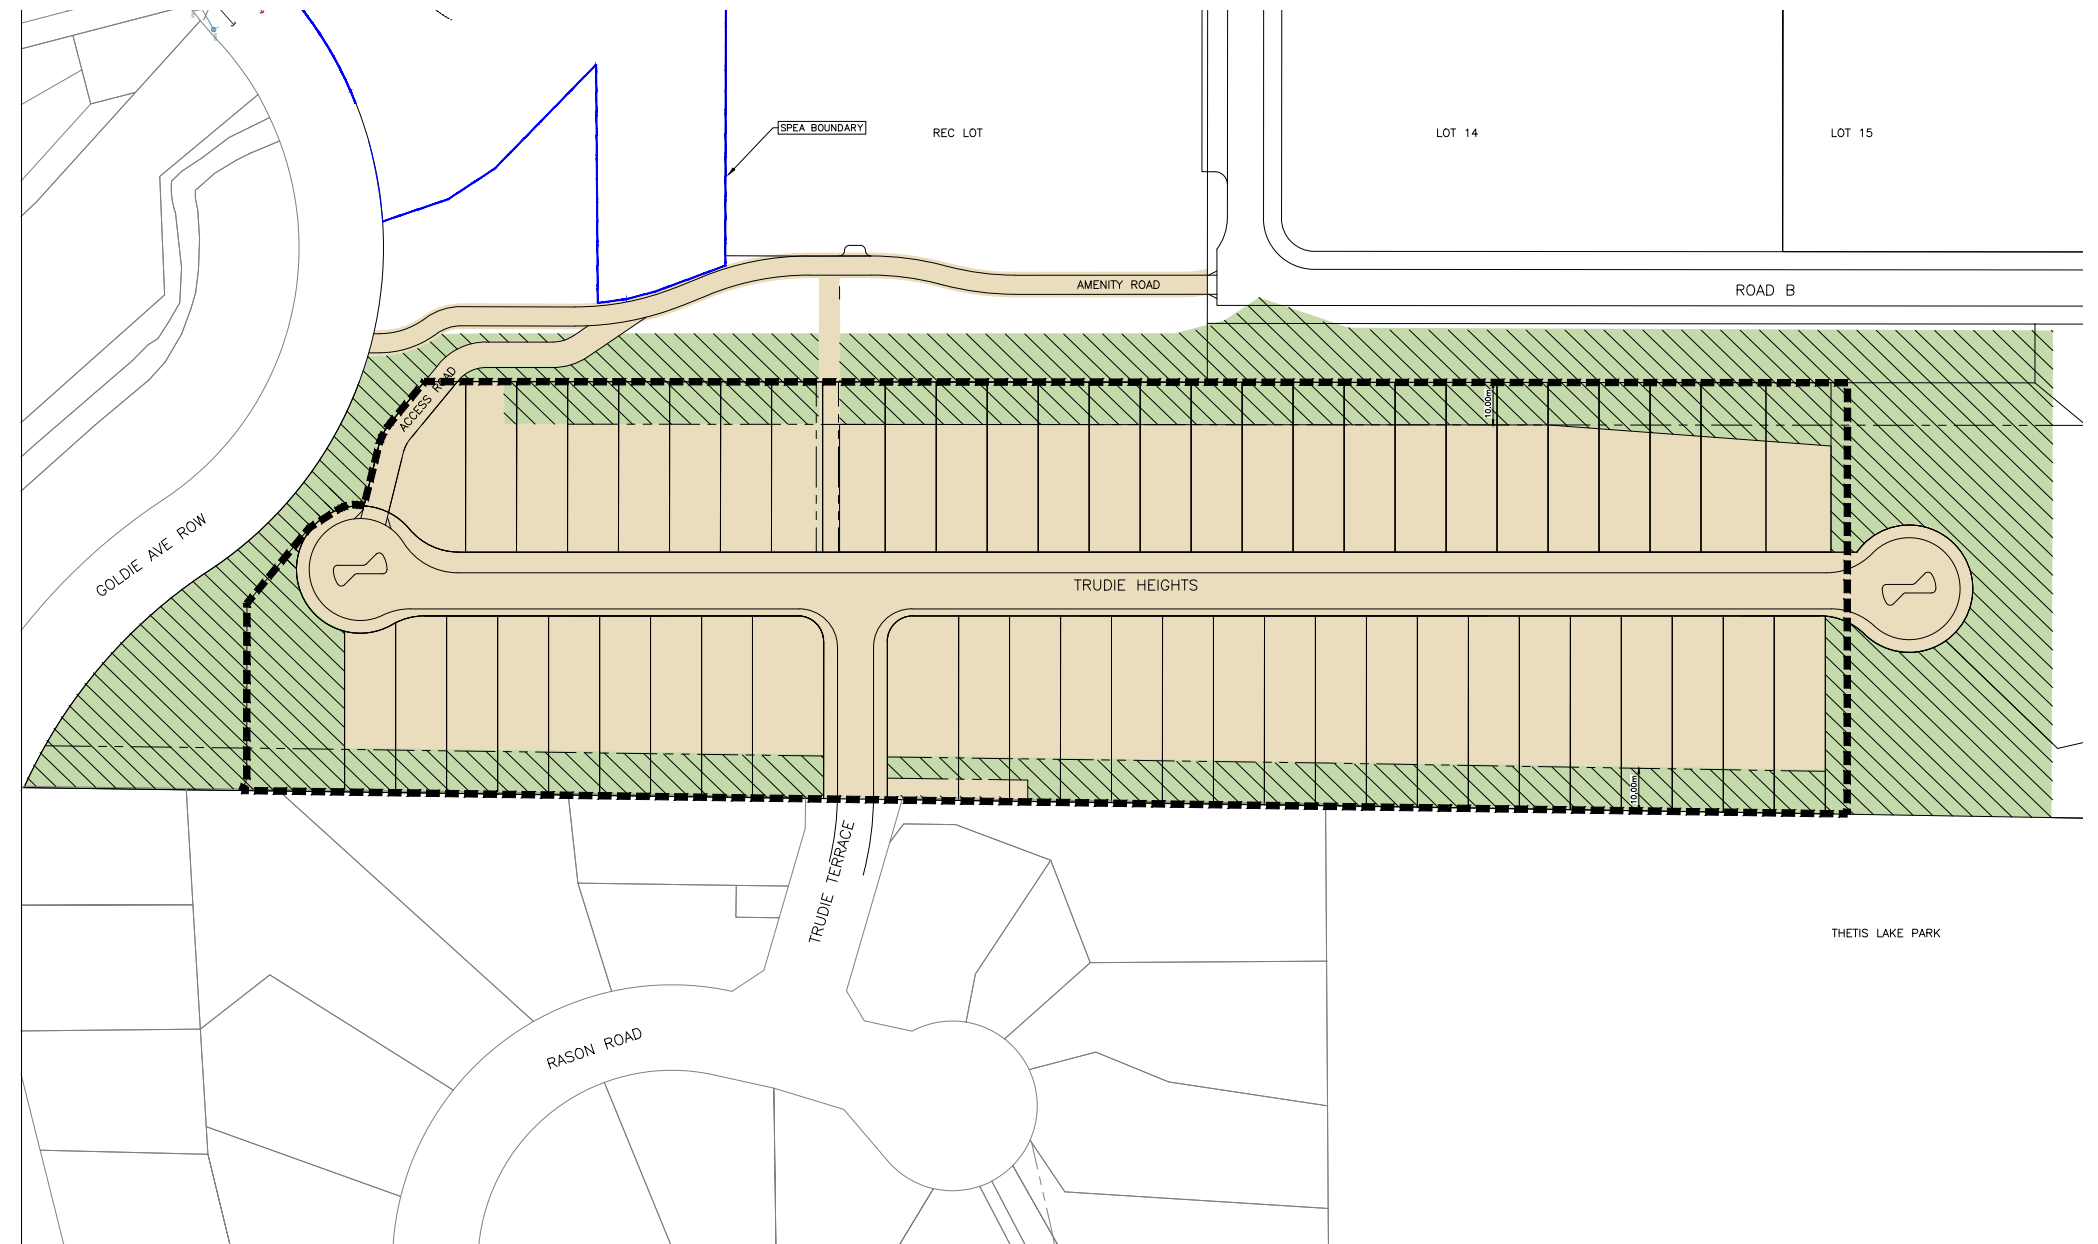 SPEA BOUNDARY
REC LOT
LOT 14
LOT 15
AMENITY ROAD
ROAD B
ACCESS ROAD
10.00m
GOLDIE AVE ROW
TRUDIE HEIGHTS
10.00m
TRUDIE TERRACE
THETIS LAKE PARK
RASON ROAD